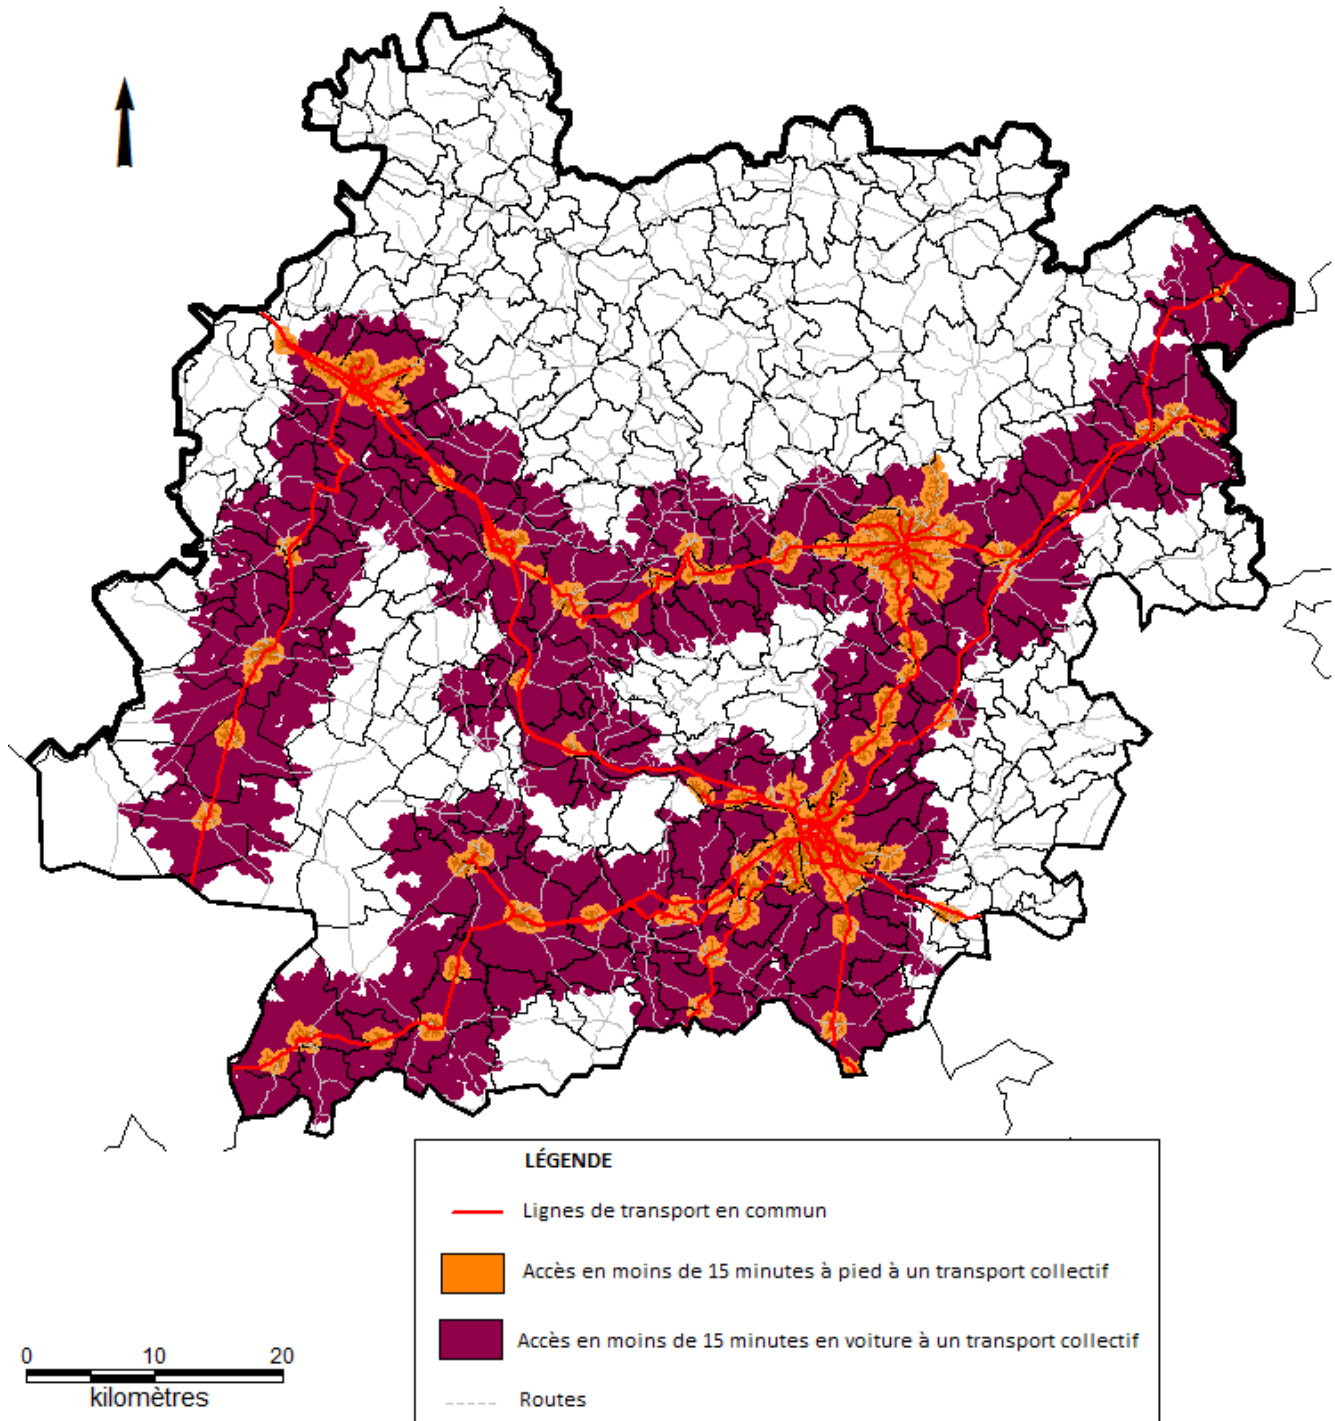 LÉGENDE
Lignes de transport en commun
Accès en moins de 15 minutes à pied à un transport collectif
Accès en moins de 15 minutes en voiture à un transport collectif
Routes
0 10 20
kilomètres